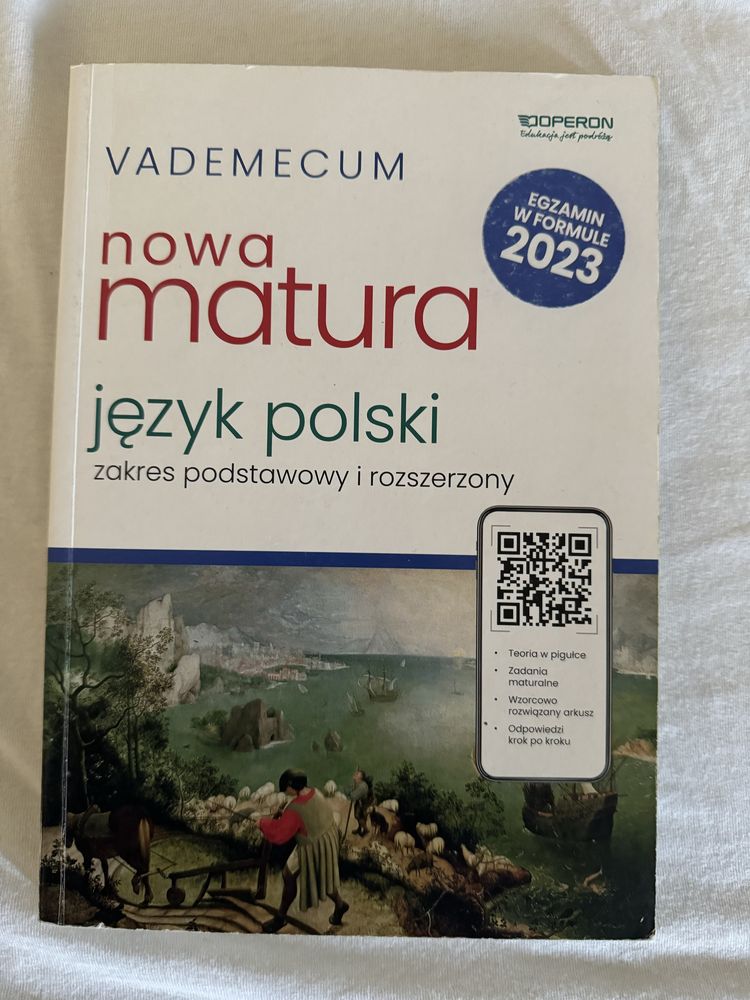 OPERON
Edukacja jest podróżą
VADEMECUM
EGZAMIN
W FORMULE
2023
nowa
matura
język polski
zakres podstawowy i rozszerzony
• Teoria w pigułce
• Zadania
maturalne
• Wzorcowo
rozwiązany arkusz
• Odpowiedzi
krok po kroku